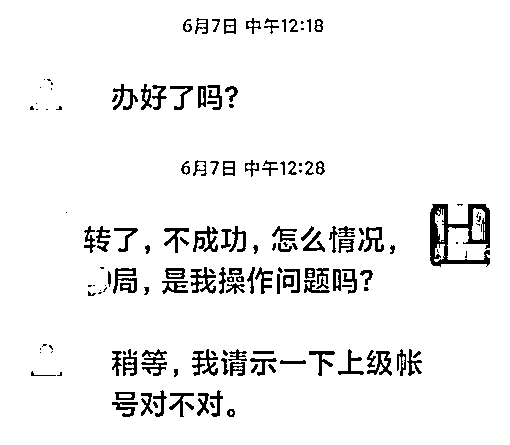 6月7日 中午12:18
办好了吗?
6月7日 中午12:28
转了，不成功，怎么情况，
局，是我操作问题吗?
稍等，我请示一下上级帐
号对不对。